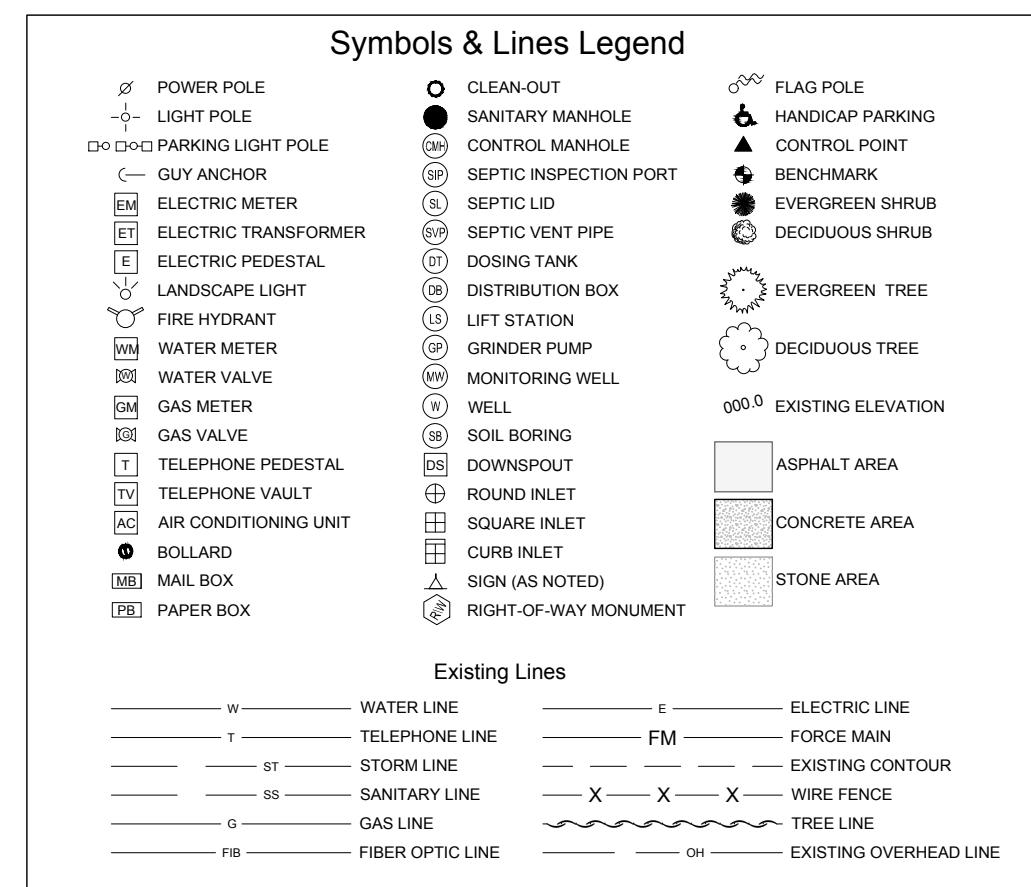 Symbols & Lines Legend
POWER POLE
LIGHT POLE
PARKING LIGHT POLE
GUY ANCHOR
EM ELECTRIC METER
ET ELECTRIC TRANSFORMER
E ELECTRIC PEDESTAL
LANDSCAPE LIGHT
FIRE HYDRANT
WM WATER METER
W WATER VALVE
GM GAS METER
G GAS VALVE
T TELEPHONE PEDESTAL
TV TELEPHONE VAULT
AC AIR CONDITIONING UNIT
BOLLARD
MB MAIL BOX
PB PAPER BOX
CLEAN-OUT
SANITARY MANHOLE
CMH CONTROL MANHOLE
SIP SEPTIC INSPECTION PORT
SL SEPTIC LID
SVP SEPTIC VENT PIPE
DT DOSING TANK
DB DISTRIBUTION BOX
LS LIFT STATION
GP GRINDER PUMP
MW MONITORING WELL
W WELL
SB SOIL BORING
DS DOWNSPOUT
ROUND INLET
SQUARE INLET
CURB INLET
SIGN (AS NOTED)
R/W RIGHT-OF-WAY MONUMENT
FLAG POLE
HANDICAP PARKING
CONTROL POINT
BENCHMARK
EVERGREEN SHRUB
DECIDUOUS SHRUB
EVERGREEN TREE
DECIDUOUS TREE
000.0 EXISTING ELEVATION
ASPHALT AREA
CONCRETE AREA
STONE AREA
Existing Lines
W WATER LINE
T TELEPHONE LINE
ST STORM LINE
SS SANITARY LINE
G GAS LINE
FIB FIBER OPTIC LINE
E ELECTRIC LINE
FM FORCE MAIN
EXISTING CONTOUR
X X X WIRE FENCE
TREE LINE
OH EXISTING OVERHEAD LINE